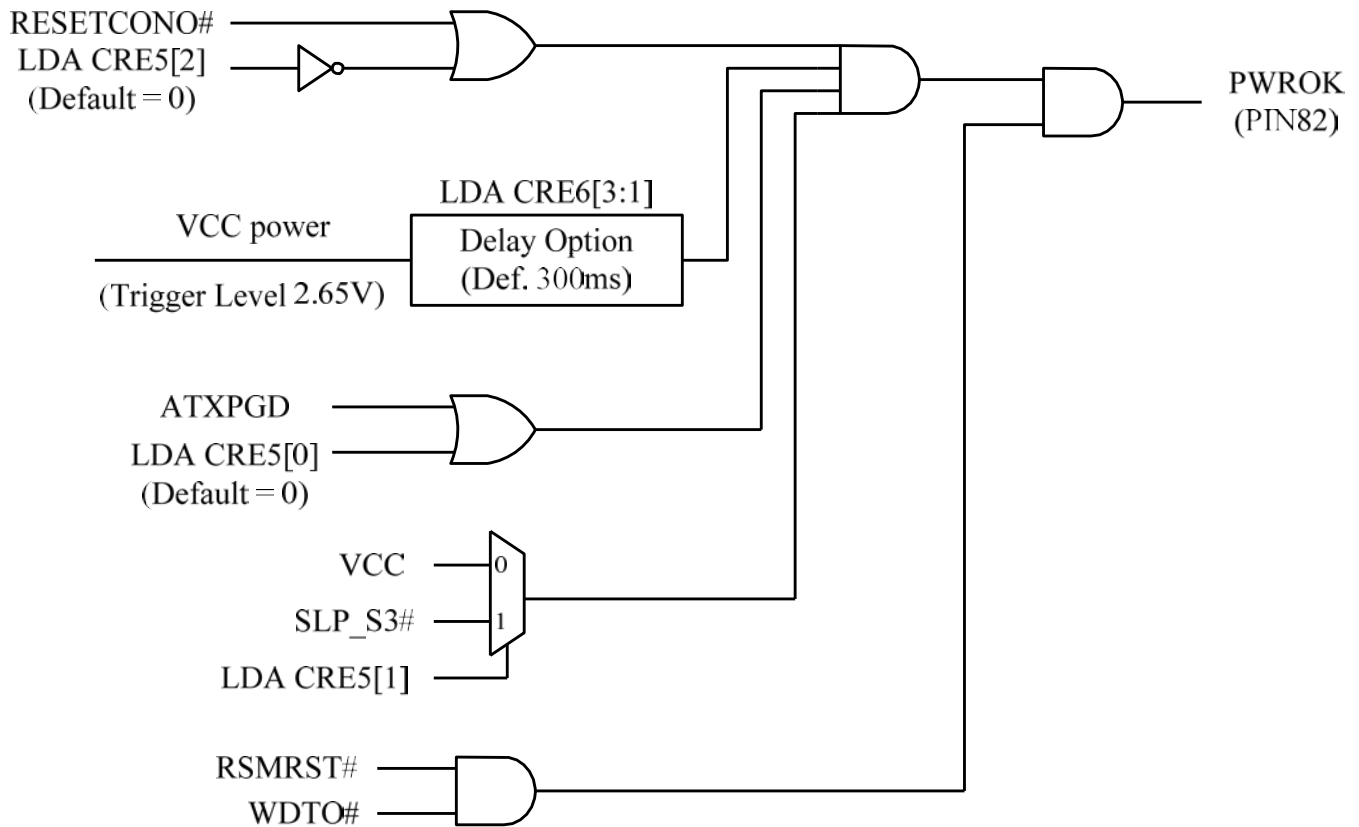 RESETCONO#
LDA CRE5[2]
(Default = 0)
PWROK
(PIN82)
LDA CRE6[3:1]
VCC power
Delay Option
(Def. 300ms)
(Trigger Level 2.65V)
ATXPGD
LDA CRE5[0]
(Default = 0)
VCC
0
SLP_S3#
1
LDA CRE5[1]
RSMRST#
WDTO#